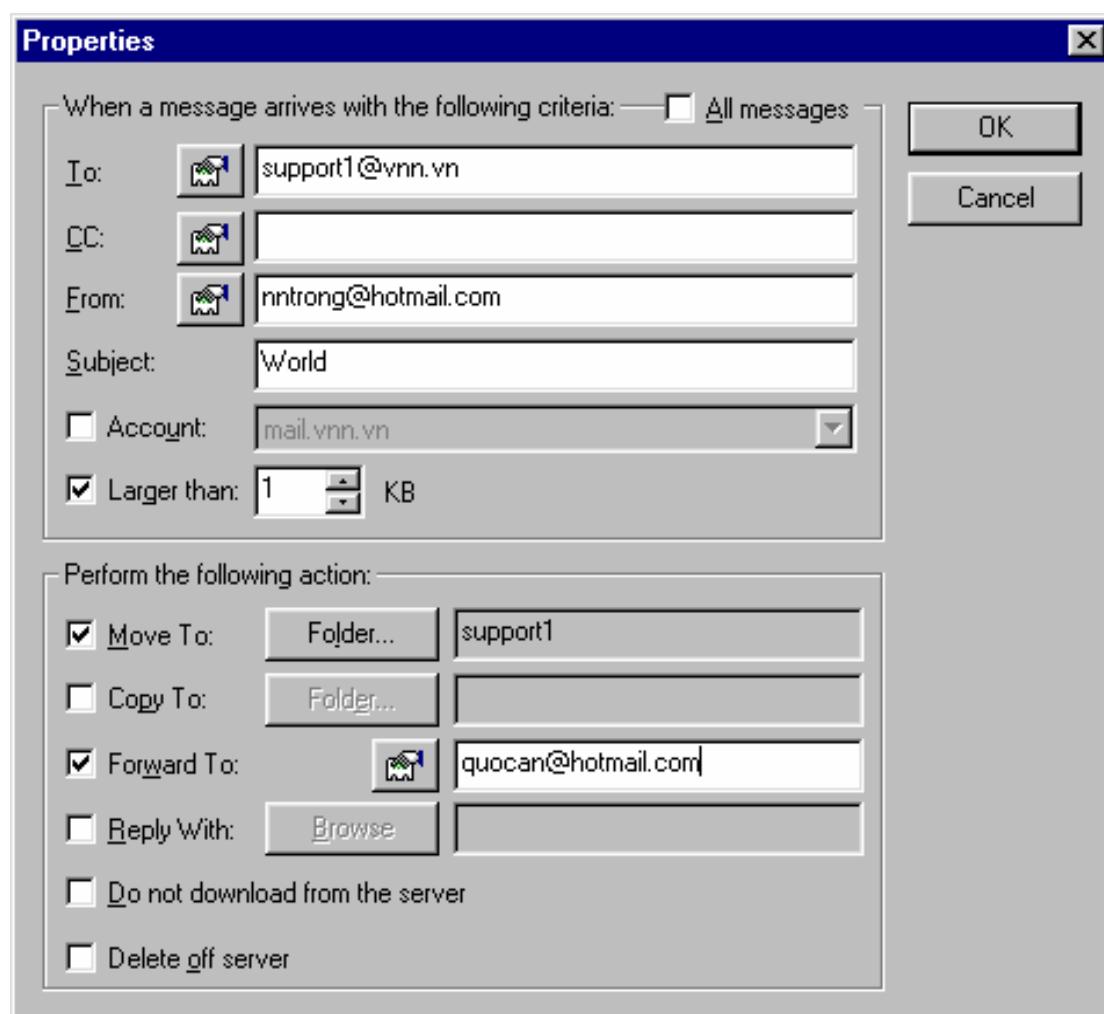 Properties
When a message arrives with the following criteria: All messages
OK
To: support1@vnn.vn
Cancel
CC:
From: nntrong@hotmail.com
Subject: World
Account: mail.vnn.vn
Larger than: 1 KB
Perform the following action:
Move To: Folder... support1
Copy To: Folder...
Forward To: quocan@hotmail.com
Reply With: Browse
Do not download from the server
Delete off server